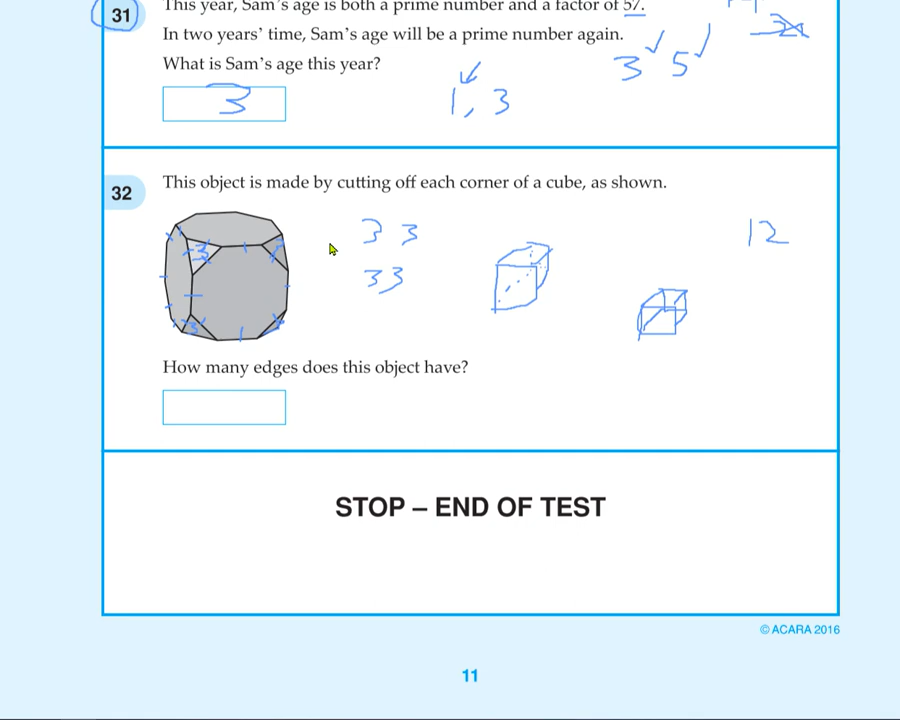 31
This year, Sam's age is both a prime number and a factor of 57.
In two years' time, Sam's age will be a prime number again.
What is Sam's age this year?
3 5
3
1, 3
32
This object is made by cutting off each corner of a cube, as shown.
3 3
3 3
12
3
3
How many edges does this object have?
STOP – END OF TEST
© ACARA 2016
11